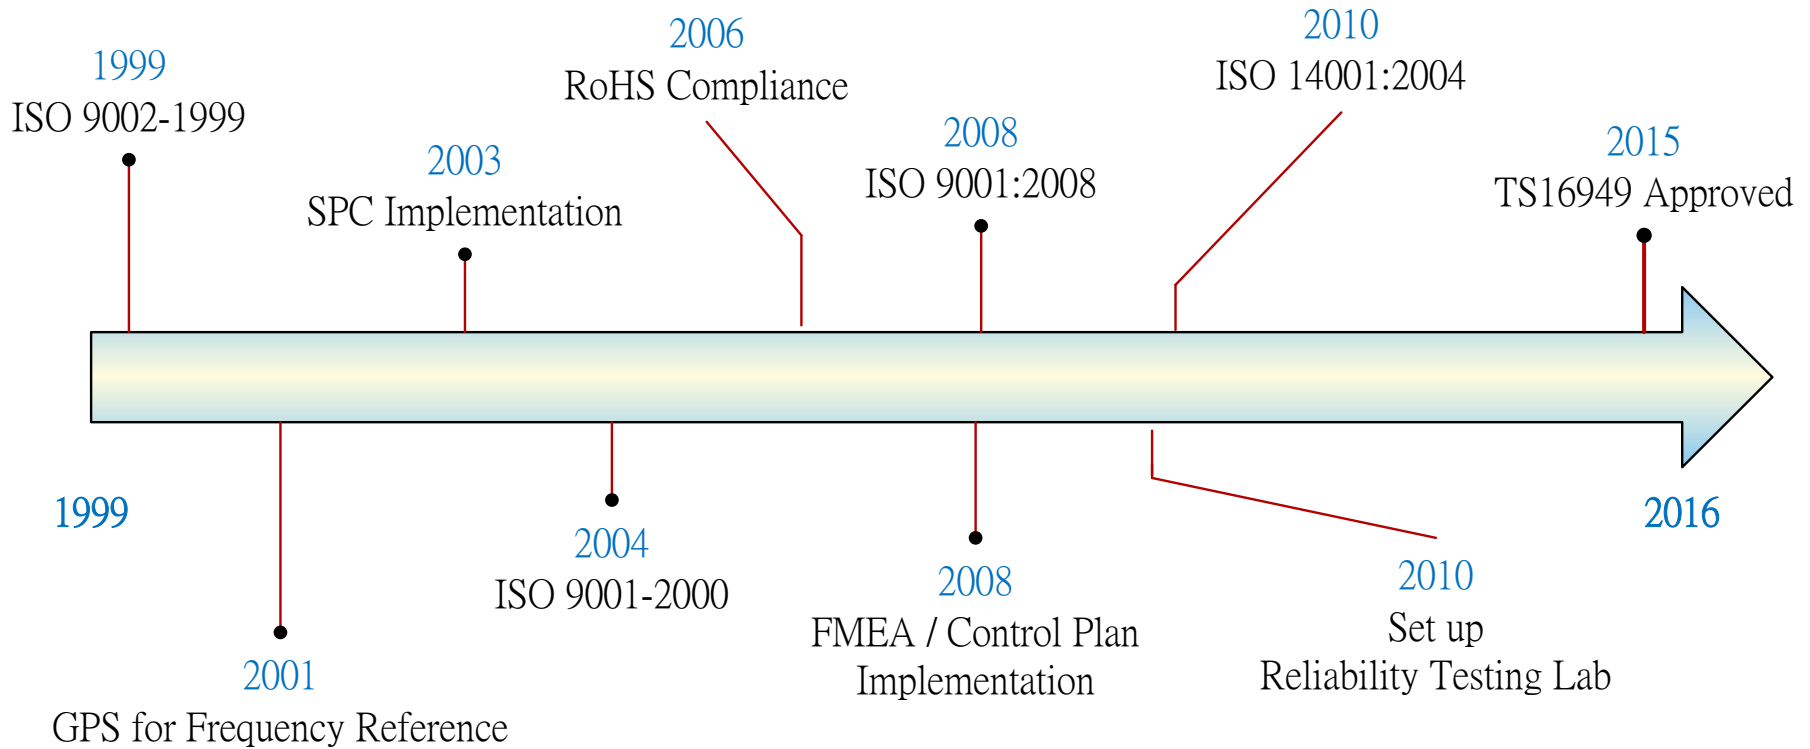 1999
ISO 9002-1999
2003
SPC Implementation
2006
RoHS Compliance
2008
ISO 9001:2008
2010
ISO 14001:2004
2015
TS16949 Approved
1999
2016
2001
GPS for Frequency Reference
2004
ISO 9001-2000
2008
FMEA / Control Plan
Implementation
2010
Set up
Reliability Testing Lab